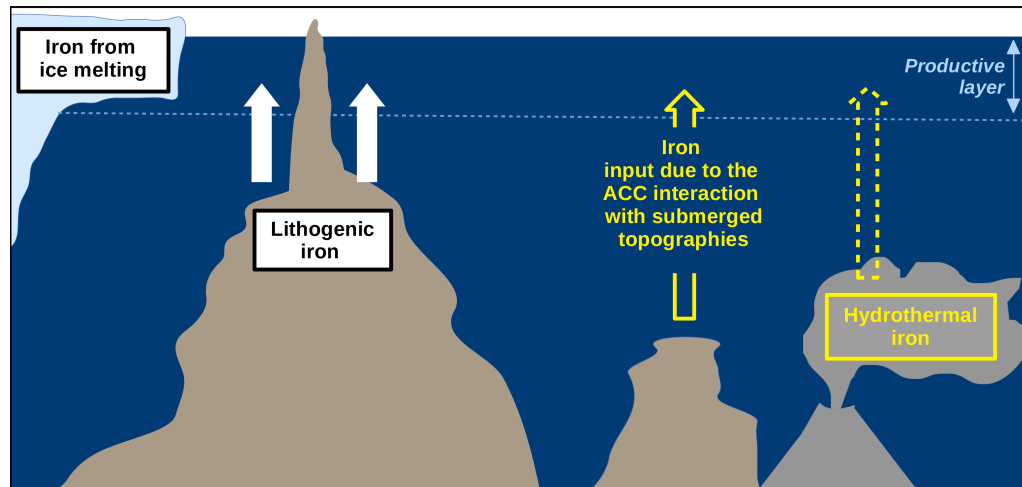 Iron from
ice melting
Productive
layer
Iron
input due to the
ACC interaction
with submerged
topographies
Lithogenic
iron
Hydrothermal
iron